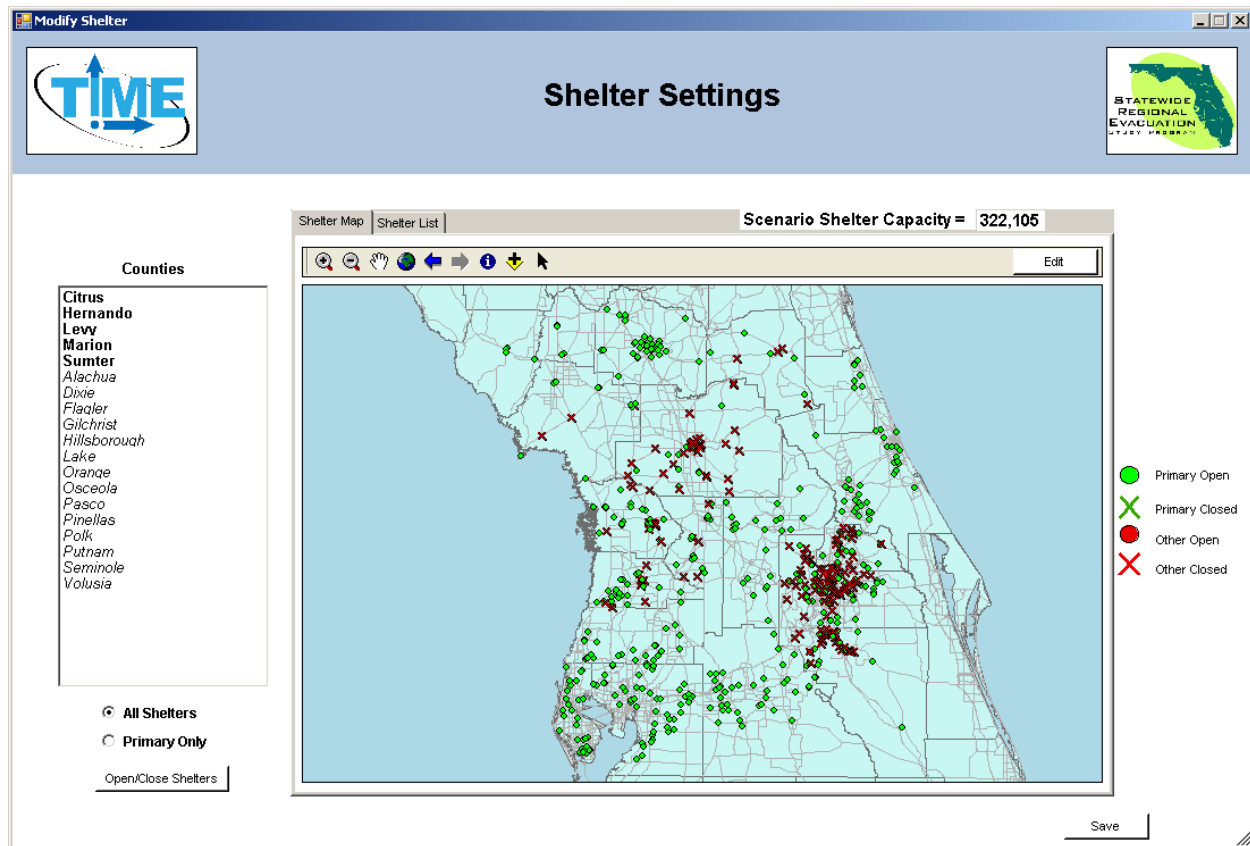 Modify Shelter
TIME
Shelter Settings
STATEWIDE
REGIONAL
EVACUATION
STUDY PROGRAM
Shelter Map
Shelter List
Scenario Shelter Capacity = 322,105
Edit
Counties
Citrus
Hernando
Levy
Marion
Sumter
Alachua
Dixie
Flagler
Gilchrist
Hillsborough
Lake
Orange
Osceola
Pasco
Pinellas
Polk
Putnam
Seminole
Volusia
Primary Open
Primary Closed
Other Open
Other Closed
All Shelters
Primary Only
Open/Close Shelters
Save